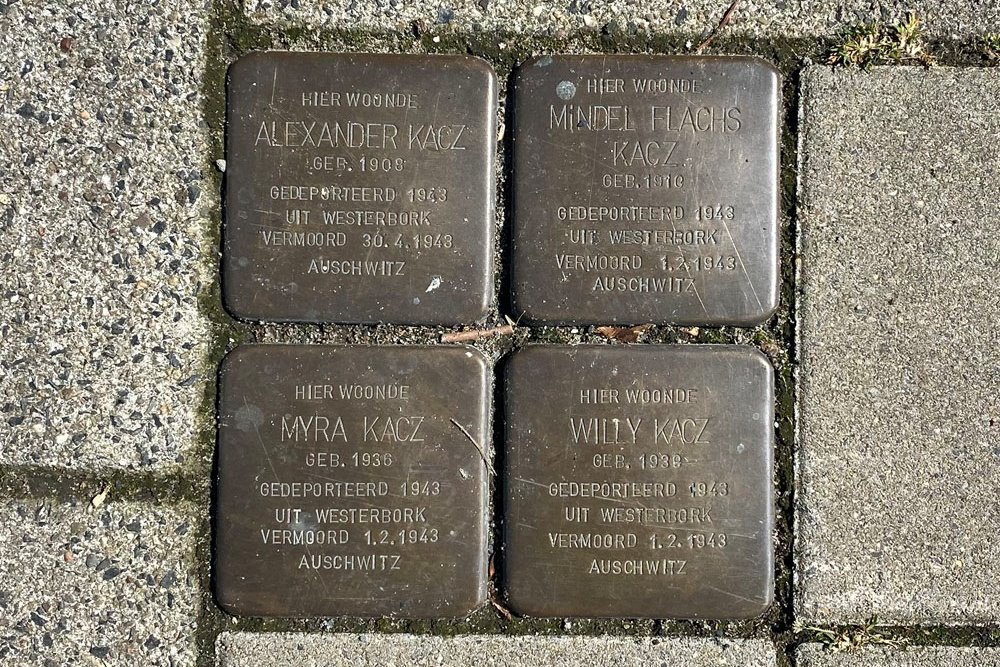 HIER WOONDE
ALEXANDER KACZ
GEB. 1908
GEDEPORTEERD 1943
UIT WESTERBORK
VERMOORD 30.4.1943
AUSCHWITZ
HIER WOONDE
MINDEL FLACHS
KACZ
GEB. 1910
GEDEPORTEERD 1943
UIT WESTERBORK
VERMOORD 1.2.1943
AUSCHWITZ
HIER WOONDE
MYRA KACZ
GEB. 1936
GEDEPORTEERD 1943
UIT WESTERBORK
VERMOORD 1.2.1943
AUSCHWITZ
HIER WOONDE
WILLY KACZ
GEB. 1939
GEDEPORTEERD 1943
UIT WESTERBORK
VERMOORD 1.2.1943
AUSCHWITZ